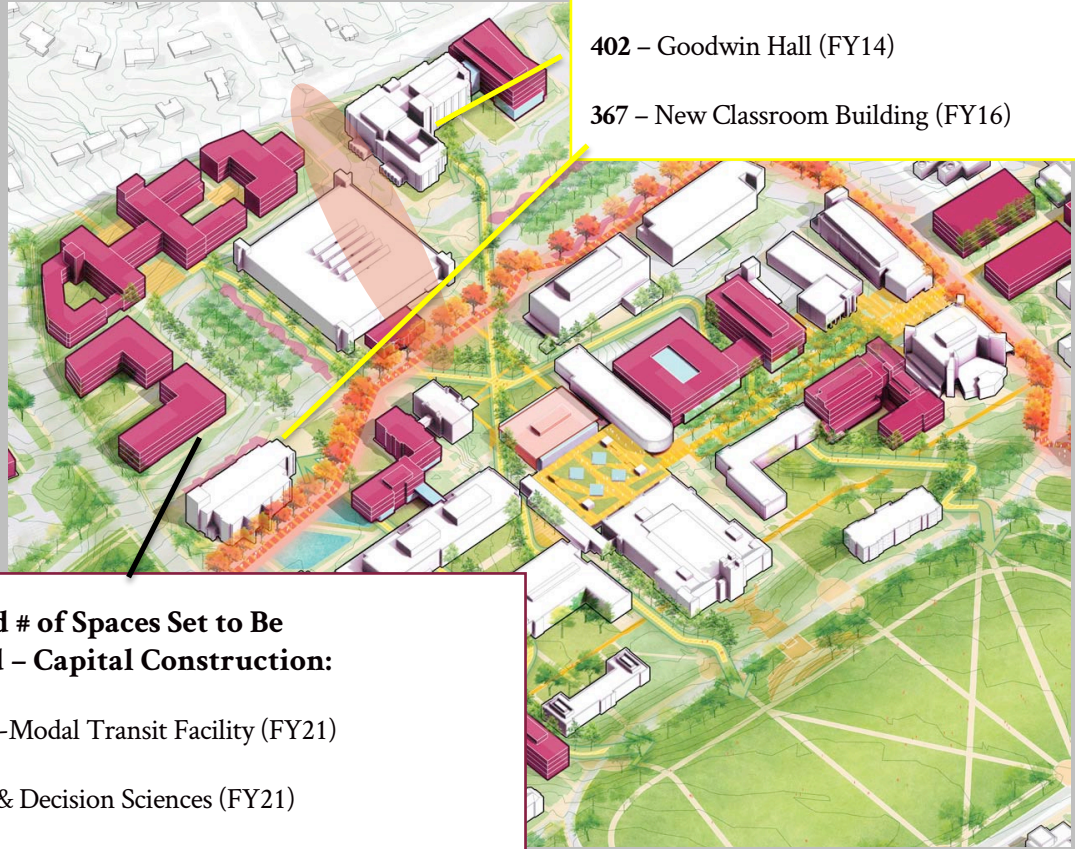 402 – Goodwin Hall (FY14)
367 – New Classroom Building (FY16)
# of Spaces Set to Be
– Capital Construction:
-Modal Transit Facility (FY21)
& Decision Sciences (FY21)